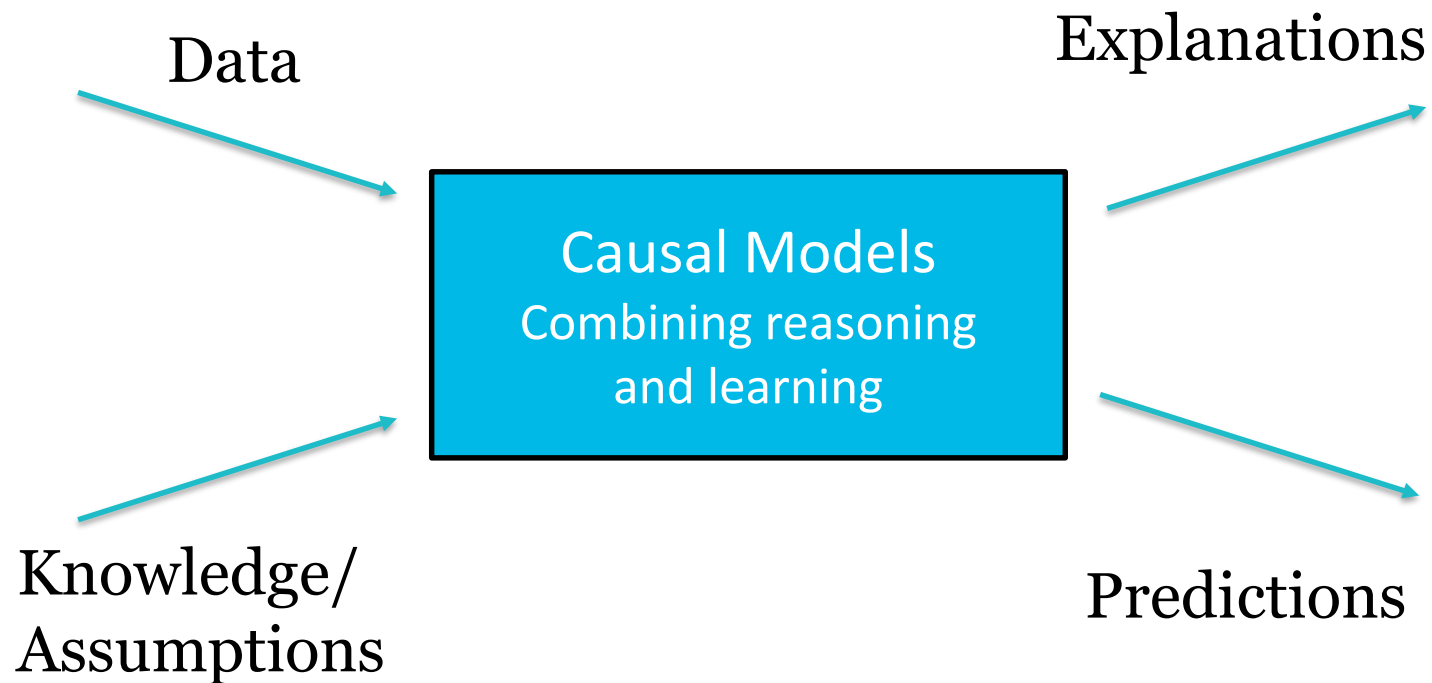 Data
Explanations
Causal Models
Combining reasoning
and learning
Knowledge/
Assumptions
Predictions